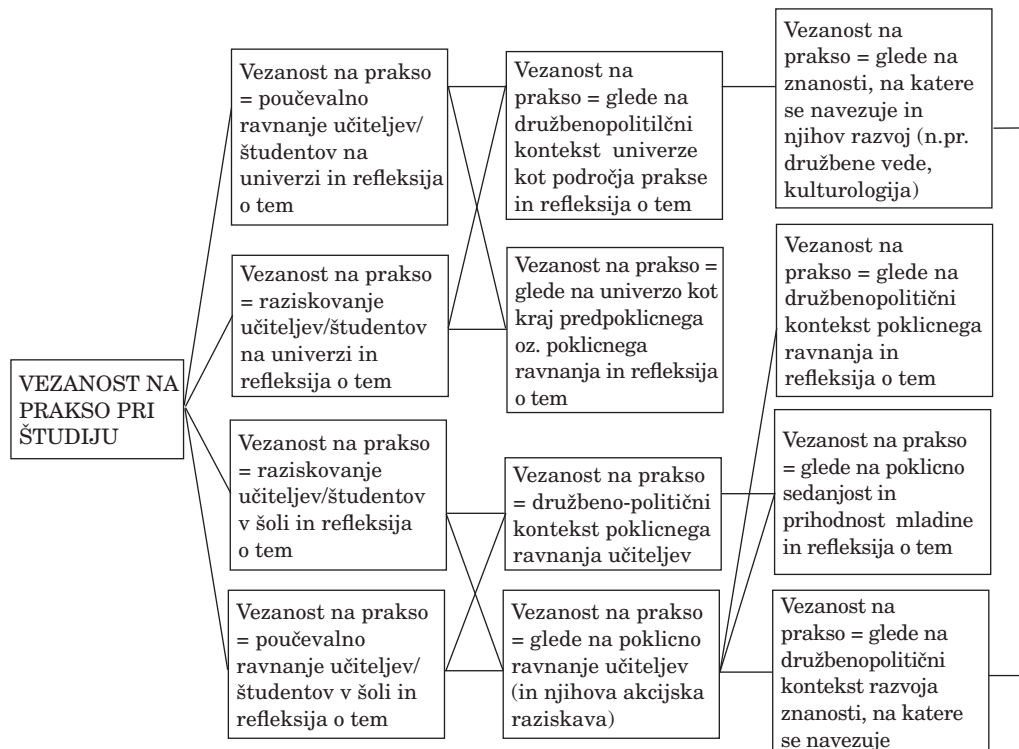 VEZANOST NA
PRAKSO PRI
ŠTUDIJU
Vezanost na prakso
= poučevalno
ravnanje učiteljev/
študentov na
univerzi in refleksija
o tem
Vezanost na prakso
= raziskovanje
učiteljev/študentov
na univerzi in
refleksija o tem
Vezanost na prakso
= raziskovanje
učiteljev/študentov
v šoli in refleksija
o tem
Vezanost na prakso
= poučevalno
ravnanje učiteljev/
študentov v šoli in
refleksija o tem
Vezanost na
prakso = glede na
družbenopolitilčni
kontekst univerze
kot področja prakse
in refleksija o tem
Vezanost na prakso =
glede na univerzo kot
kraj predpoklicnega
oz. poklicnega
ravnanja in refleksija
o tem
Vezanost na prakso
= družbeno-politični
kontekst poklicnega
ravnanja učiteljev
Vezanost na prakso
= glede na poklicno
ravnanje učiteljev
(in njihova akcijska
raziskava)
Vezanost na
prakso = glede na
znanosti, na katere
se navezuje in
njihov razvoj (n.pr.
družbene vede,
kulturologija)
Vezanost na
prakso = glede na
družbenopolitični
kontekst poklicnega
ravnanja in
refleksija o tem
Vezanost na prakso
= glede na poklicno
sedanjost in
prihodnost mladine
in refleksija o tem
Vezanost na
prakso = glede na
družbenopolitični
kontekst razvoja
znanosti, na katere
se navezuje